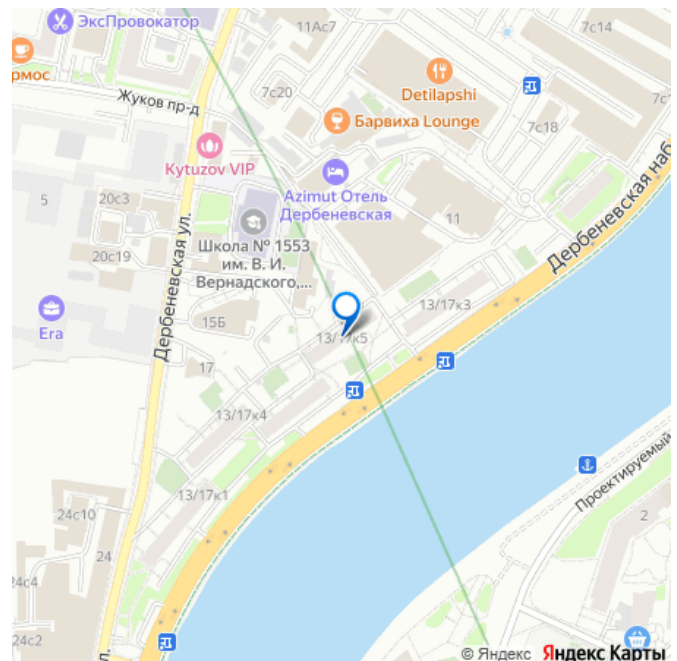 ЭксПровокатор
11Ас7
7с14
рмос
7с20
Detilapshi
Жуков пр-д
Барвиха Lounge
7с18
Kytuzov VIP
5
20с3
Azimut Отель
Дербеневская
11
Дербеневская наб
Школа № 1553
им. В. И.
Вернадского,...
20с19
Дербеневская ул.
Era
15Б
13/17к3
13/17к5
17
13/17к4
13/17к1
Проектируемый
24с10
2
24
24с4
24с2
л.
© Яндекс Яндекс Карты